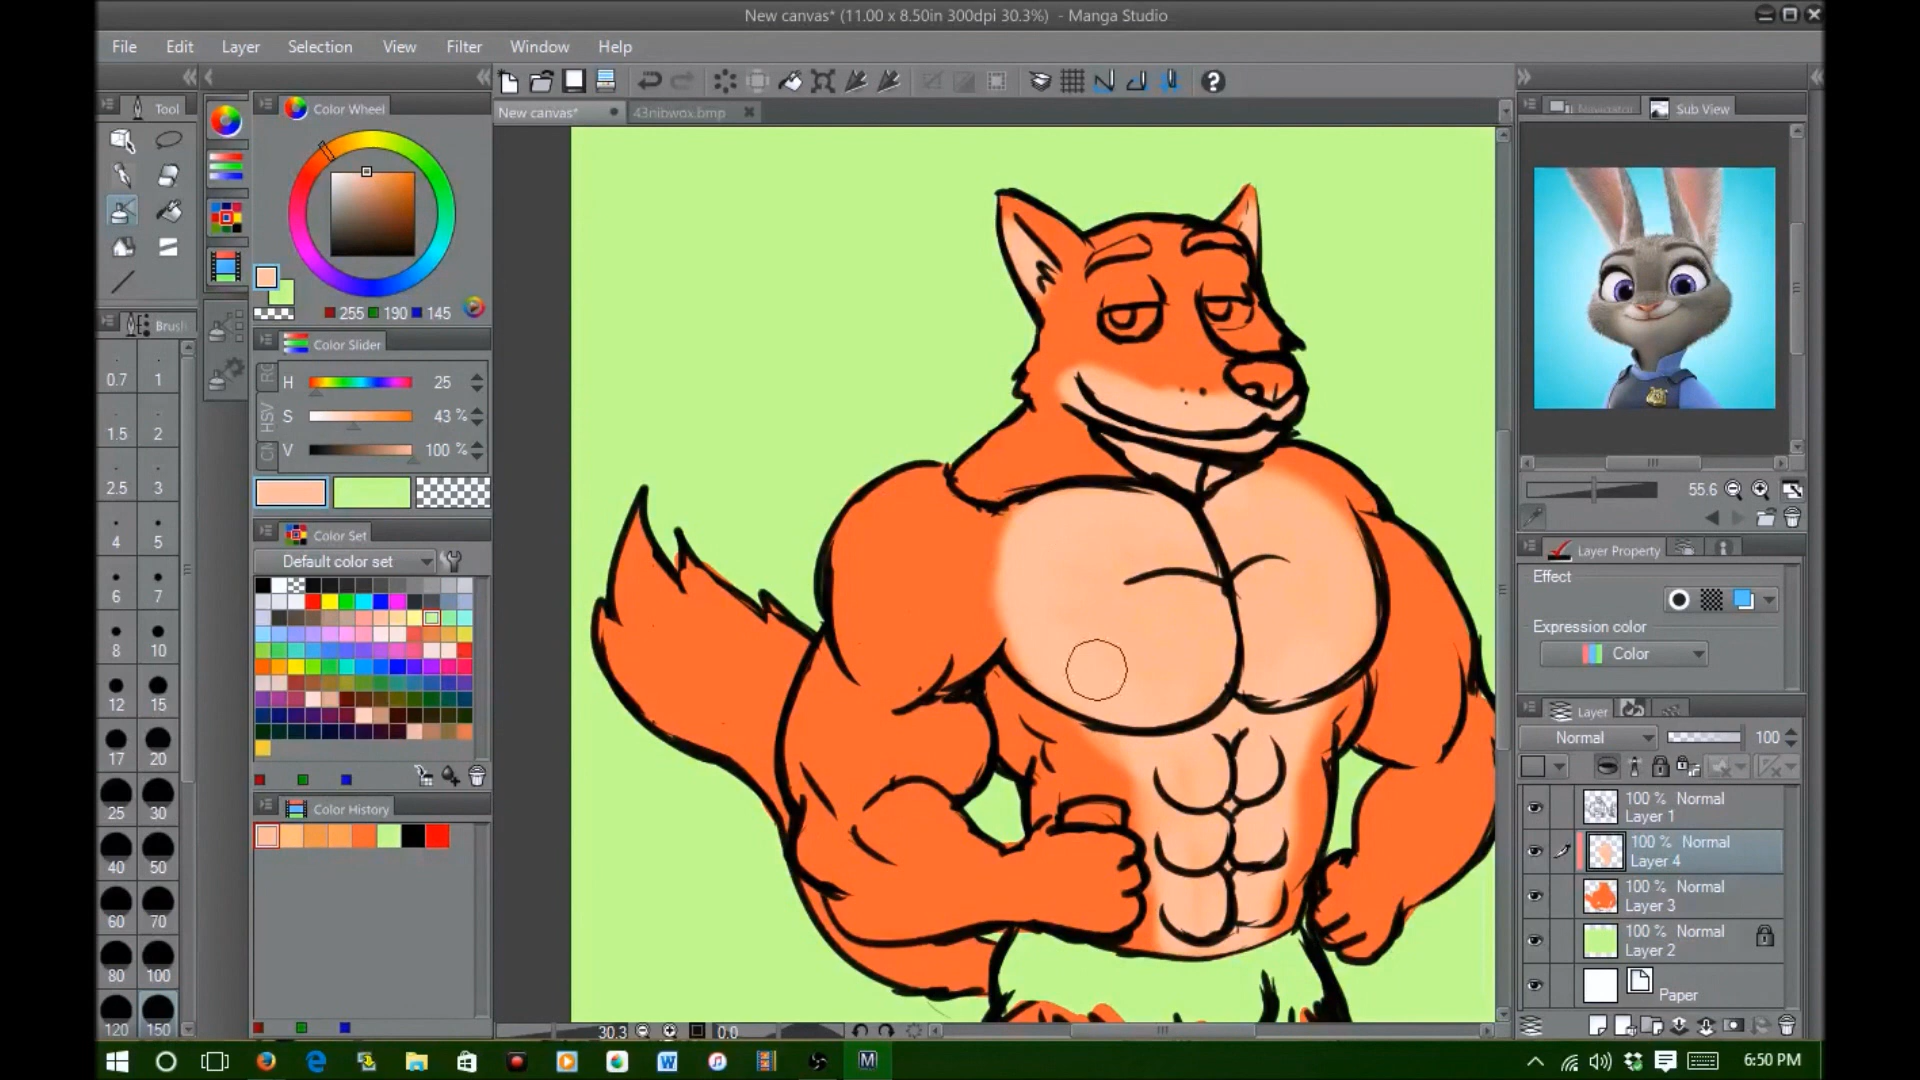 New canvas* (11.00 x 8.50in 300dpi 30.3%) - Manga Studio
File Edit Layer Selection View Filter Window Help
Tool
Color Wheel
New canvas*
43nibwox.bmp
Sub View
255 190 145
Brush
Color Slider
H 25
S 43 %
V 100 %
HSV
0.7 1
1.5 2
2.5 3
4 5
6 7
8 10
12 15
17 20
25 30
40 50
60 70
80 100
120 150
Color Set
Default color set
Color History
30.3
0.0
55.6
Layer Property
Effect
Expression color
Color
Layer
Normal 100
100 % Normal
Layer 1
100 % Normal
Layer 4
100 % Normal
Layer 3
100 % Normal
Layer 2
Paper
6:50 PM